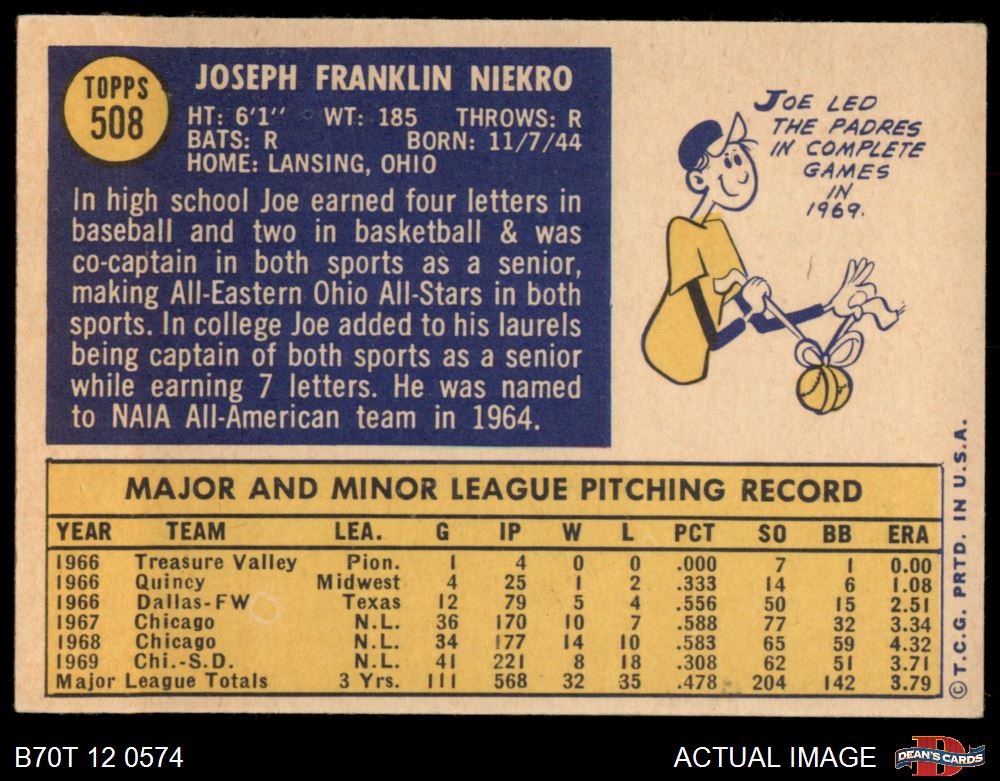 TOPPS
508
JOSEPH FRANKLIN NIEKRO
HT: 6'1" WT: 185 THROWS: R
BATS: R BORN: 11/7/44
HOME: LANSING, OHIO
In high school Joe earned four letters in
baseball and two in basketball & was
co-captain in both sports as a senior,
making All-Eastern Ohio All-Stars in both
sports. In college Joe added to his laurels
being captain of both sports as a senior
while earning 7 letters. He was named
to NAIA All-American team in 1964.
JOE LED
THE PADRES
IN COMPLETE
GAMES
IN
1969.
MAJOR AND MINOR LEAGUE PITCHING RECORD
YEAR TEAM LEA. G IP W L PCT SO BB ERA
1966 Treasure Valley Pion. 1 4 0 0 .000 7 1 0.00
1966 Quincy Midwest 4 25 1 2 .333 14 6 1.08
1966 Dallas-FW Texas 12 79 5 4 .556 50 15 2.51
1967 Chicago N.L. 36 170 10 7 .588 77 32 3.34
1968 Chicago N.L. 34 177 14 10 .583 65 59 4.32
1969 Chi.-S.D. N.L. 41 221 8 18 .308 62 51 3.71
Major League Totals 3 Yrs. 111 568 32 35 .478 204 142 3.79
© T.C.G. PRTD. IN U.S.A.
B70T 12 0574
ACTUAL IMAGE
D
DEAN'S CARDS